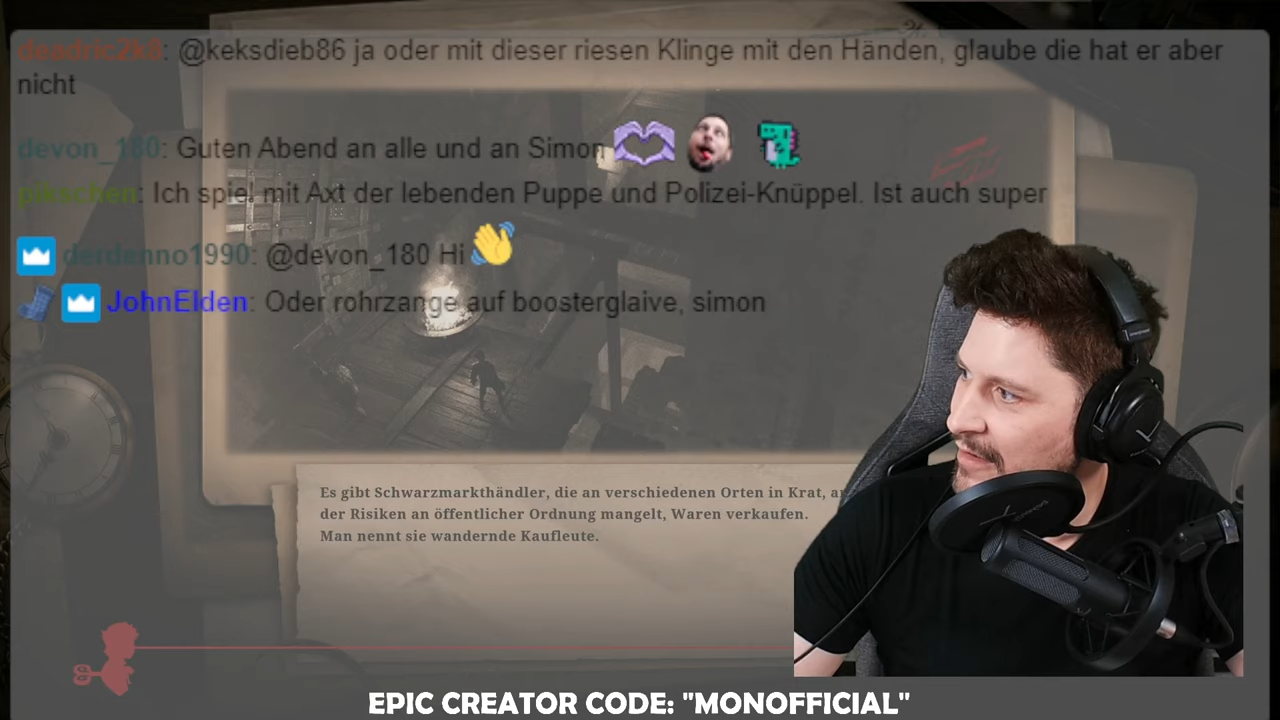 deadric2k8: @keksdieb86 ja oder mit dieser riesen Klinge mit den Händen, glaube die hat er aber
nicht
devon_180: Guten Abend an alle und an Simon
pikschen: Ich spiel mit Axt der lebenden Puppe und Polizei-Knüppel. Ist auch super
derdanno1990: @devon_180 Hi
JohnElden: Oder rohrzange auf boosterglaive, simon
Es gibt Schwarzmarkthändler, die an verschiedenen Orten in Krat,
der Risiken an öffentlicher Ordnung mangelt, Waren verkaufen.
Man nennt sie wandernde Kaufleute.
EPIC CREATOR CODE: "MONOFFICIAL"